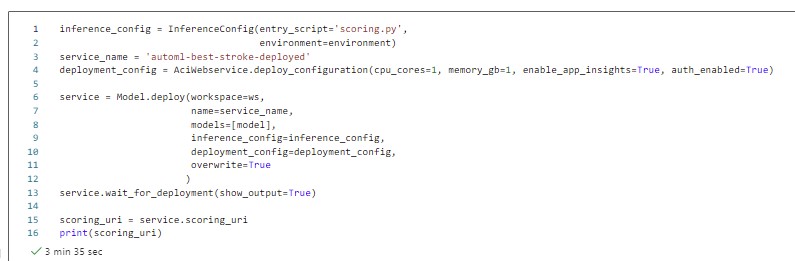 1 inference_config = InferenceConfig(entry_script='scoring.py',
2 environment=environment)
3 service_name = 'automl-best-stroke-deployed'
4 deployment_config = AciWebservice.deploy_configuration(cpu_cores=1, memory_gb=1, enable_app_insights=True, auth_enabled=True)
5
6 service = Model.deploy(workspace=ws,
7 name=service_name,
8 models=[model],
9 inference_config=inference_config,
10 deployment_config=deployment_config,
11 overwrite=True
12 )
13 service.wait_for_deployment(show_output=True)
14
15 scoring_uri = service.scoring_uri
16 print(scoring_uri)
3 min 35 sec